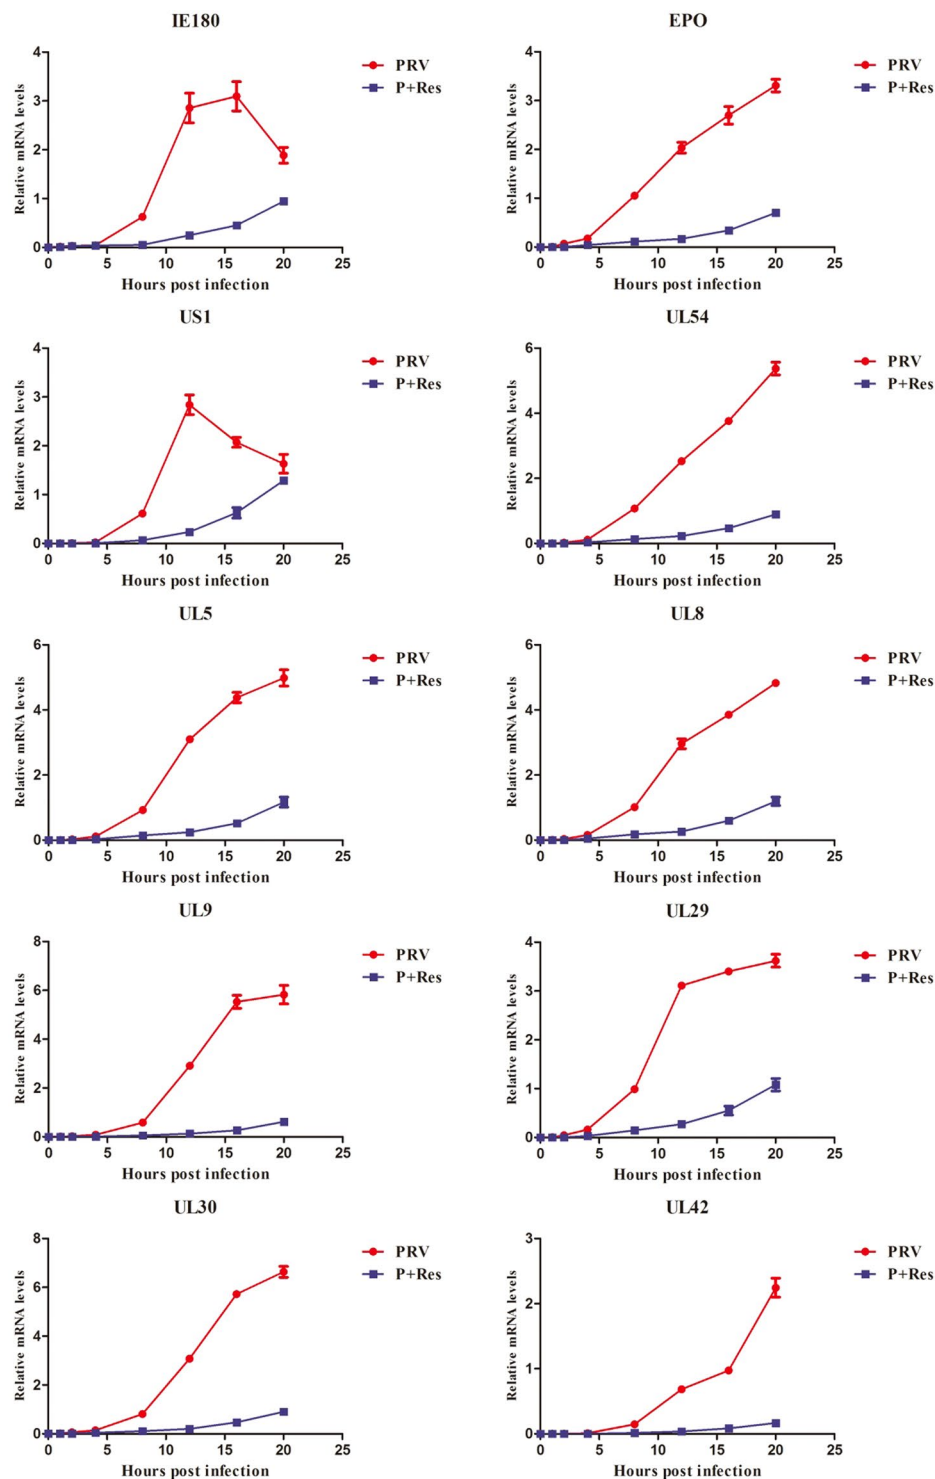 IE180
Relative mRNA levels
4
3
2
1
0
0 5 10 15 20 25
Hours post infection
PRV
P+Res
EPO
Relative mRNA levels
4
3
2
1
0
0 5 10 15 20 25
Hours post infection
PRV
P+Res
US1
Relative mRNA levels
4
3
2
1
0
0 5 10 15 20 25
Hours post infection
PRV
P+Res
UL54
Relative mRNA levels
6
4
2
0
0 5 10 15 20 25
Hours post infection
PRV
P+Res
UL5
Relative mRNA levels
6
4
2
0
0 5 10 15 20 25
Hours post infection
PRV
P+Res
UL8
Relative mRNA levels
6
4
2
0
0 5 10 15 20 25
Hours post infection
PRV
P+Res
UL9
Relative mRNA levels
8
6
4
2
0
0 5 10 15 20 25
Hours post infection
PRV
P+Res
UL29
Relative mRNA levels
4
3
2
1
0
0 5 10 15 20 25
Hours post infection
PRV
P+Res
UL30
Relative mRNA levels
8
6
4
2
0
0 5 10 15 20 25
Hours post infection
PRV
P+Res
UL42
Relative mRNA levels
3
2
1
0
0 5 10 15 20 25
Hours post infection
PRV
P+Res